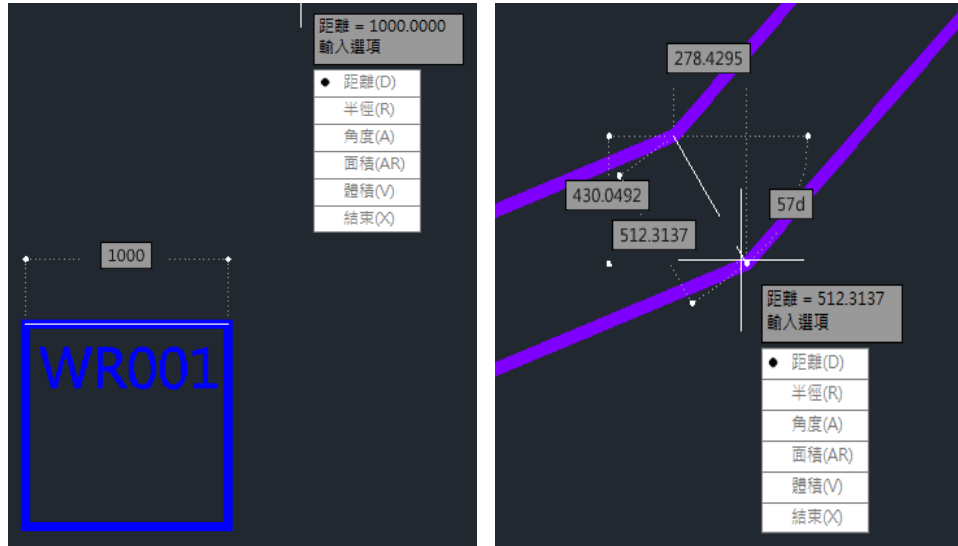 距離 = 1000.0000
輸入選項
距離(D)
半徑(R)
角度(A)
面積(AR)
體積(V)
結束(X)
1000
WR001
278.4295
430.0492
57d
512.3137
距離 = 512.3137
輸入選項
距離(D)
半徑(R)
角度(A)
面積(AR)
體積(V)
結束(X)